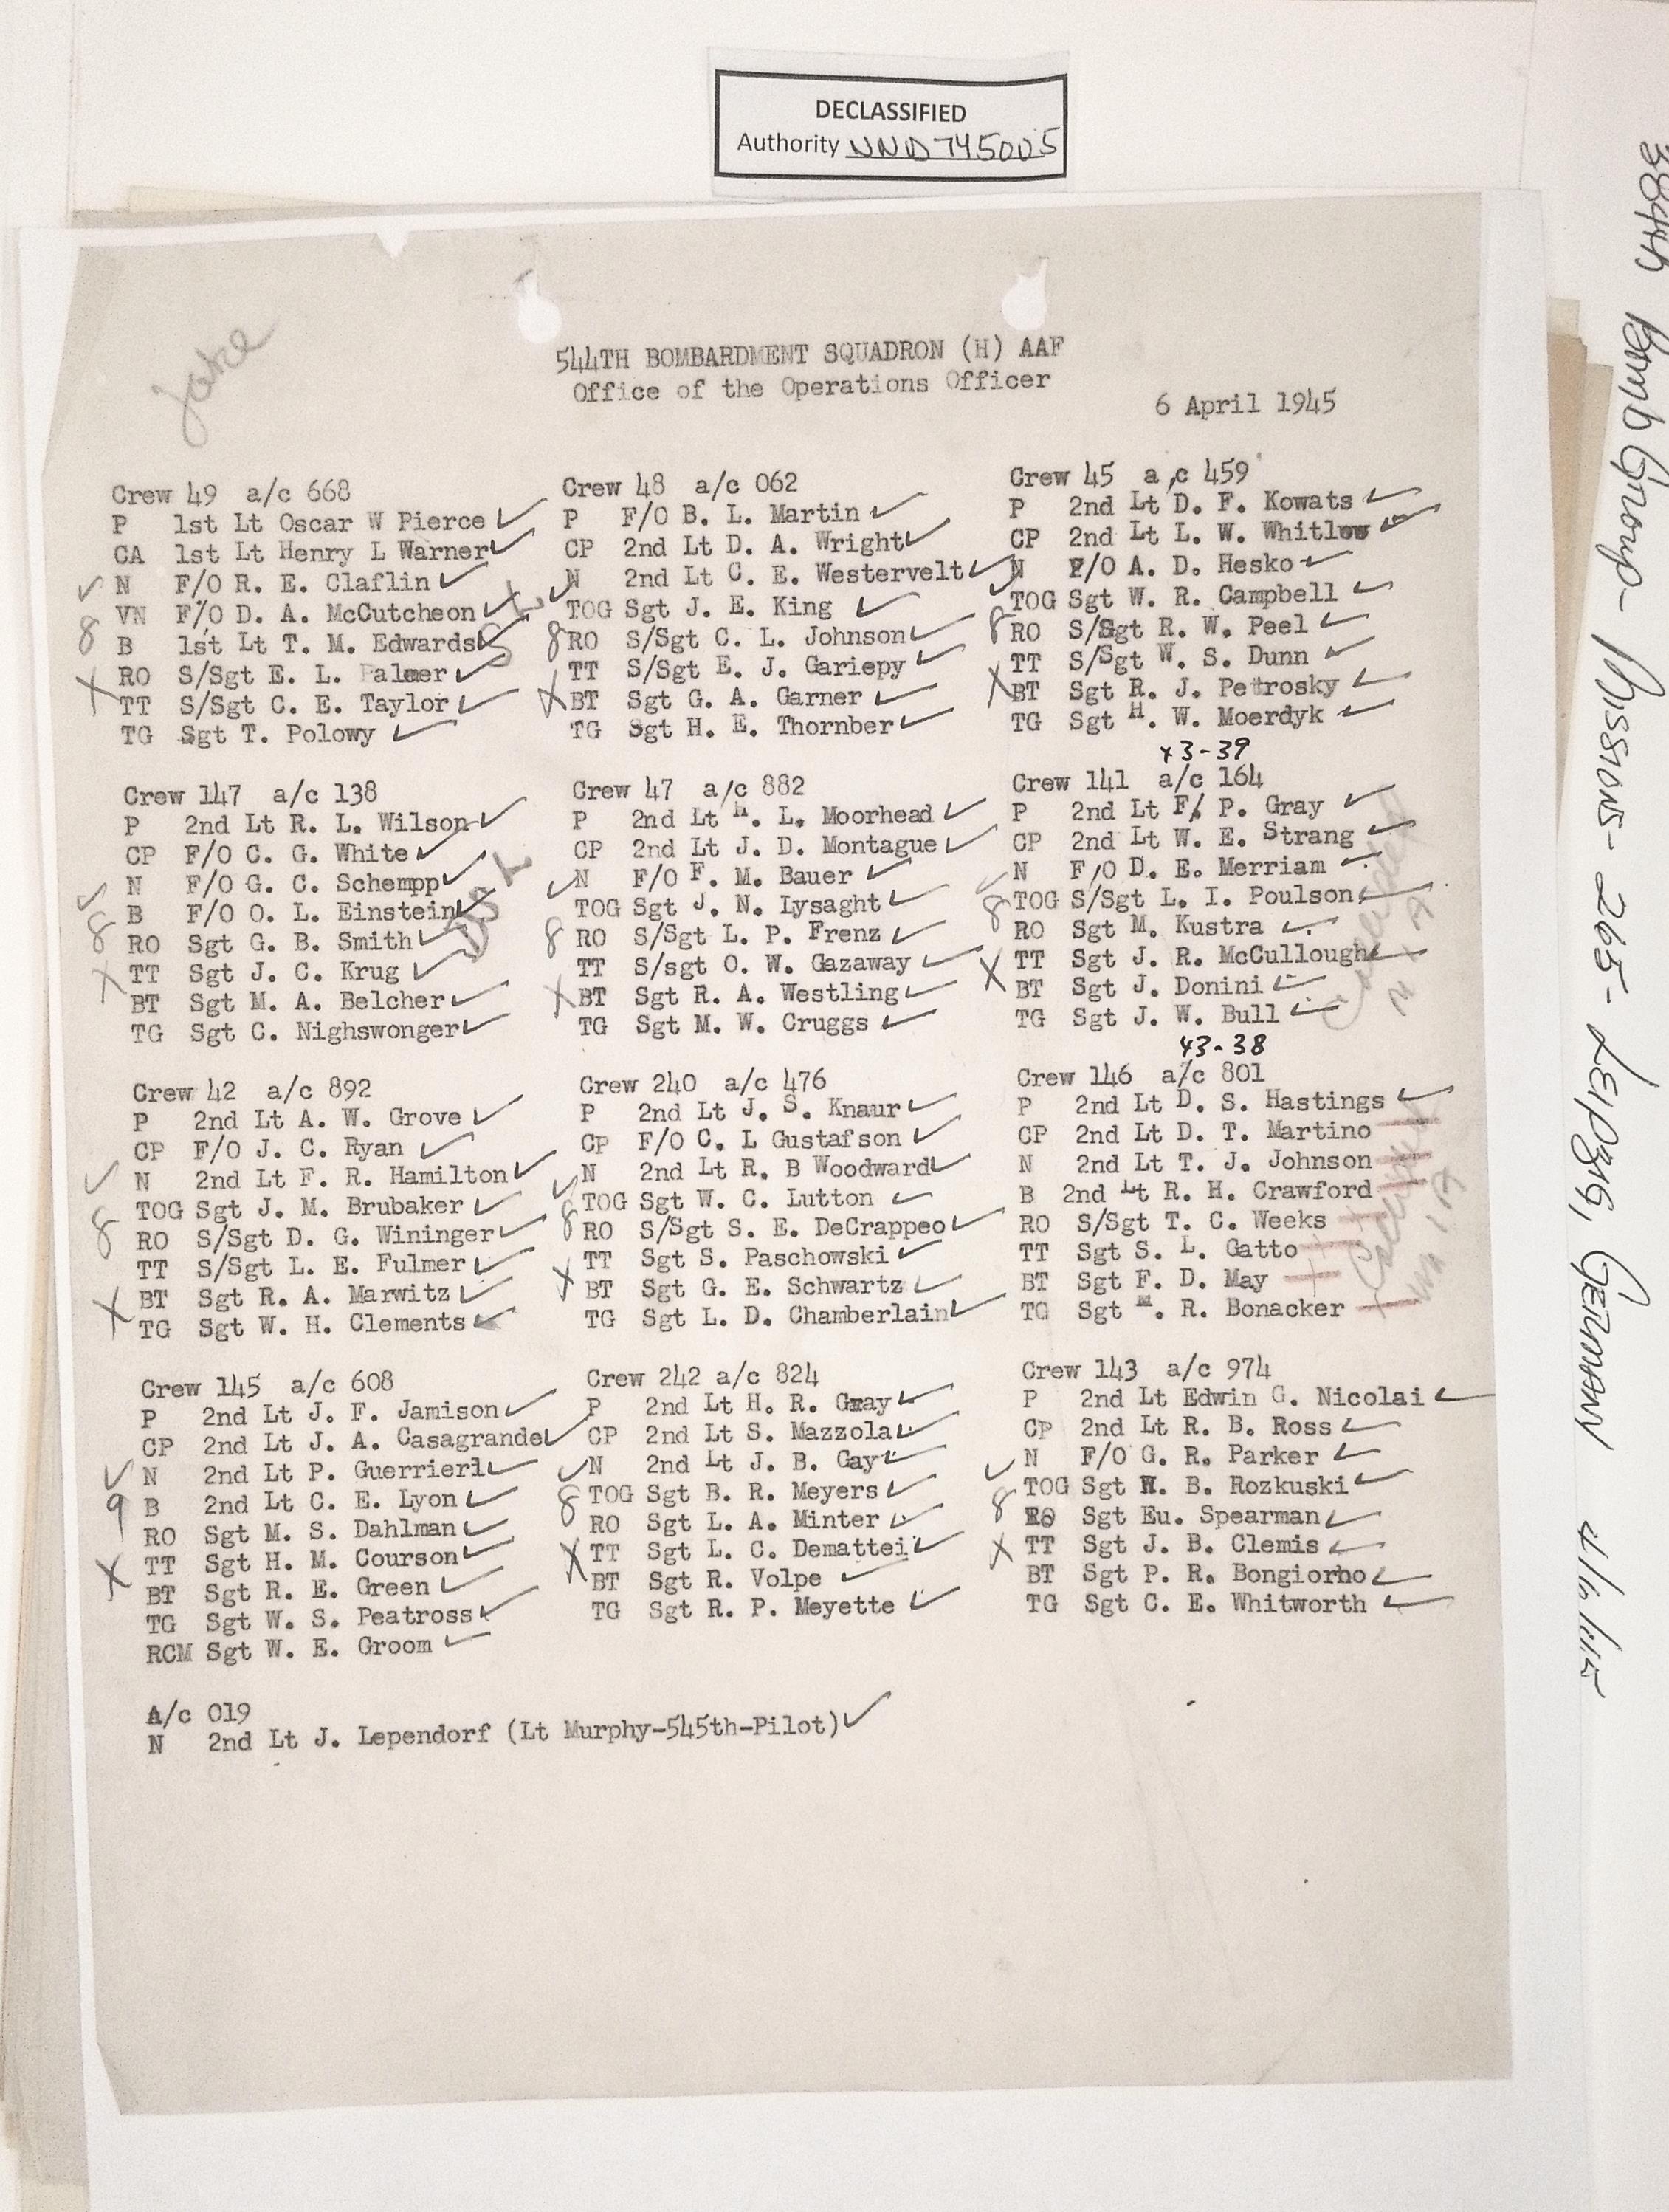 DECLASSIFIED
Authority NND745005
Jake
544TH BOMBARDMENT SQUADRON (H) AAF
Office of the Operations Officer
6 April 1945
Crew 49 a/c 668
P 1st Lt Oscar W Pierce ✓
CA 1st Lt Henry L Warner ✓
✓ N F/O R. E. Claflin ✓
VN F/O D. A. McCutcheon ✓
8 B 1st Lt T. M. Edwards ✓
X RO S/Sgt E. L. Palmer ✓
TT S/Sgt C. E. Taylor ✓
TG Sgt T. Polowy ✓
Crew 48 a/c 062
P F/O B. L. Martin ✓
CP 2nd Lt D. A. Wright ✓
✓ N 2nd Lt C. E. Westervelt ✓
TOG Sgt J. E. King ✓
8 RO S/Sgt C. L. Johnson ✓
TT S/Sgt E. J. Gariepy ✓
X BT Sgt G. A. Garner ✓
TG Sgt H. E. Thornber ✓
Crew 45 a,c 459
P 2nd Lt D. F. Kowats ✓
CP 2nd Lt L. W. Whitlow ✓
✓ N F/O A. D. Hesko ✓
TOG Sgt W. R. Campbell ✓
8 RO S/Sgt R. W. Peel ✓
TT S/Sgt W. S. Dunn ✓
X BT Sgt R. J. Petrosky ✓
TG Sgt H. W. Moerdyk ✓
Crew 147 a/c 138
P 2nd Lt R. L. Wilson ✓
CP F/O C. G. White ✓
✓ N F/O G. C. Schempp ✓
B F/O O. L. Einstein ✓
8 RO Sgt G. B. Smith ✓
X TT Sgt J. C. Krug ✓
BT Sgt M. A. Belcher ✓
TG Sgt C. Nighswonger ✓
Crew 47 a/c 882
P 2nd Lt H. L. Moorhead ✓
CP 2nd Lt J. D. Montague ✓
✓ N F/O F. M. Bauer ✓
TOG Sgt J. N. Lysaght ✓
8 RO S/Sgt L. P. Frenz ✓
TT S/sgt O. W. Gazaway ✓
X BT Sgt R. A. Westling ✓
TG Sgt M. W. Cruggs ✓
43-39
Crew 141 a/c 164
P 2nd Lt F/ P. Gray ✓
CP 2nd Lt W. E. Strang ✓
✓ N F/O D. E. Merriam ✓
8 TOG S/Sgt L. I. Poulson ✓
RO Sgt M. Kustra ✓
X TT Sgt J. R. McCullough ✓
BT Sgt J. Donini ✓
TG Sgt J. W. Bull ✓
Crew 42 a/c 892
P 2nd Lt A. W. Grove ✓
CP F/O J. C. Ryan ✓
✓ N 2nd Lt F. R. Hamilton ✓
TOG Sgt J. M. Brubaker ✓
8 RO S/Sgt D. G. Wininger ✓
TT S/Sgt L. E. Fulmer ✓
X BT Sgt R. A. Marwitz ✓
TG Sgt W. H. Clements ✓
Crew 240 a/c 476
P 2nd Lt J. S. Knaur ✓
CP F/O C. L Gustafson ✓
✓ N 2nd Lt R. B Woodward ✓
TOG Sgt W. C. Lutton ✓
8 RO S/Sgt S. E. DeCrappeo ✓
TT Sgt S. Paschowski ✓
X BT Sgt G. E. Schwartz ✓
TG Sgt L. D. Chamberlain ✓
43-38
Crew 146 a/c 801
P 2nd Lt D. S. Hastings ✓
CP 2nd Lt D. T. Martino
N 2nd Lt T. J. Johnson
B 2nd Lt R. H. Crawford
RO S/Sgt T. C. Weeks
TT Sgt S. L. Gatto
BT Sgt F. D. May
TG Sgt M. R. Bonacker
Crew 145 a/c 608
P 2nd Lt J. F. Jamison ✓
CP 2nd Lt J. A. Casagrande ✓
✓ N 2nd Lt P. Guerrierl ✓
9 B 2nd Lt C. E. Lyon ✓
RO Sgt M. S. Dahlman ✓
X TT Sgt H. M. Courson ✓
BT Sgt R. E. Green ✓
TG Sgt W. S. Peatross ✓
RCM Sgt W. E. Groom ✓
Crew 242 a/c 824
P 2nd Lt H. R. Gray ✓
CP 2nd Lt S. Mazzola ✓
✓ N 2nd Lt J. B. Gay ✓
8 TOG Sgt B. R. Meyers ✓
RO Sgt L. A. Minter ✓
X TT Sgt L. C. Demattei ✓
BT Sgt R. Volpe ✓
TG Sgt R. P. Meyette ✓
Crew 143 a/c 974
P 2nd Lt Edwin G. Nicolai ✓
CP 2nd Lt R. B. Ross ✓
✓ N F/O G. R. Parker ✓
8 TOG Sgt W. B. Rozkuski ✓
RO Sgt Eu. Spearman ✓
X TT Sgt J. B. Clemis ✓
BT Sgt P. R. Bongiorho ✓
TG Sgt C. E. Whitworth ✓
A/c 019
N 2nd Lt J. Lependorf (Lt Murphy-545th-Pilot) ✓
384th Bomb Group- Missions- 265- Leipzig, Germany 4/6/